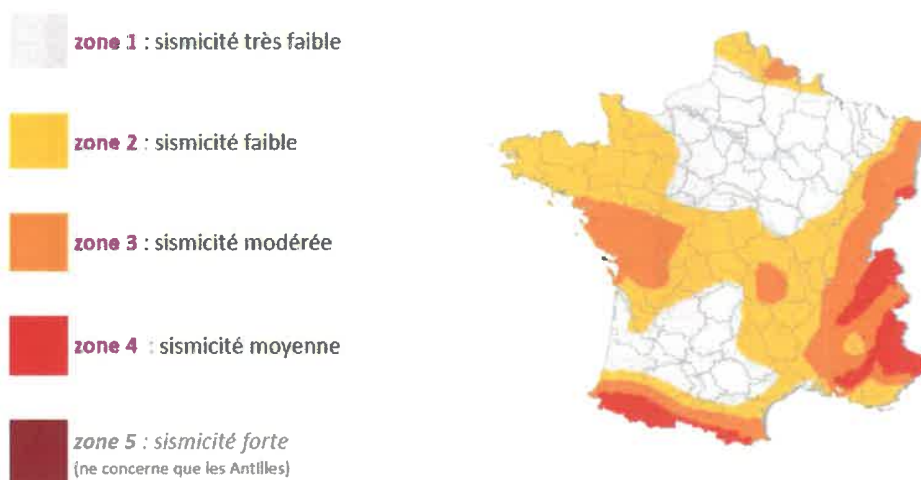 zone 1 : sismicité très faible
zone 2 : sismicité faible
zone 3 : sismicité modérée
zone 4 : sismicité moyenne
zone 5 : sismicité forte
(ne concerne que les Antilles)